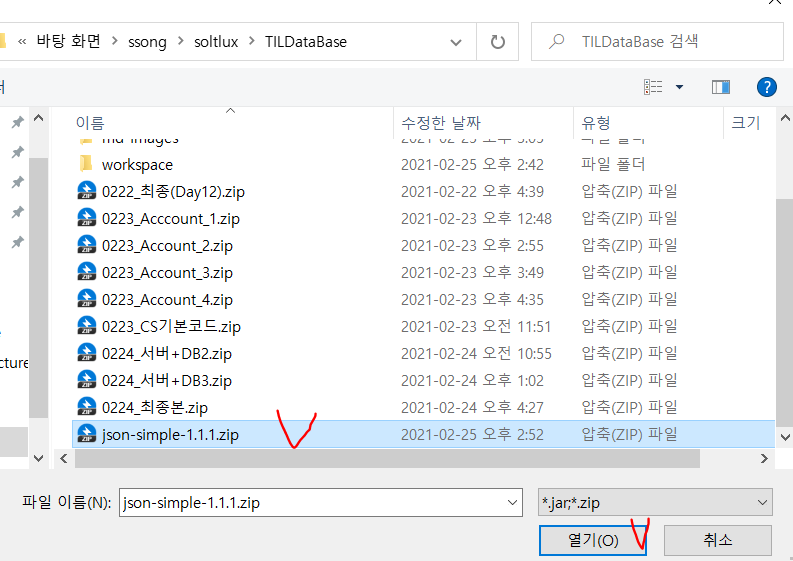 « 바탕 화면 › ssong › soltlux › TILDataBase
TILDataBase 검색
터
이름 수정한 날짜 유형 크기
md-images 2021-02-25 오후 3:05 파일 폴더
workspace 2021-02-25 오후 2:42 파일 폴더
0222_최종(Day12).zip 2021-02-22 오후 4:39 압축(ZIP) 파일
0223_Acccount_1.zip 2021-02-23 오후 12:48 압축(ZIP) 파일
0223_Account_2.zip 2021-02-23 오후 2:55 압축(ZIP) 파일
0223_Account_3.zip 2021-02-23 오후 3:49 압축(ZIP) 파일
0223_Account_4.zip 2021-02-23 오후 4:35 압축(ZIP) 파일
0223_CS기본코드.zip 2021-02-23 오전 11:51 압축(ZIP) 파일
0224_서버+DB2.zip 2021-02-24 오전 10:55 압축(ZIP) 파일
0224_서버+DB3.zip 2021-02-24 오후 1:02 압축(ZIP) 파일
cture
0224_최종본.zip 2021-02-24 오후 4:27 압축(ZIP) 파일
json-simple-1.1.1.zip 2021-02-25 오후 2:52 압축(ZIP) 파일
파일 이름(N): json-simple-1.1.1.zip *.jar;*.zip
열기(O) 취소